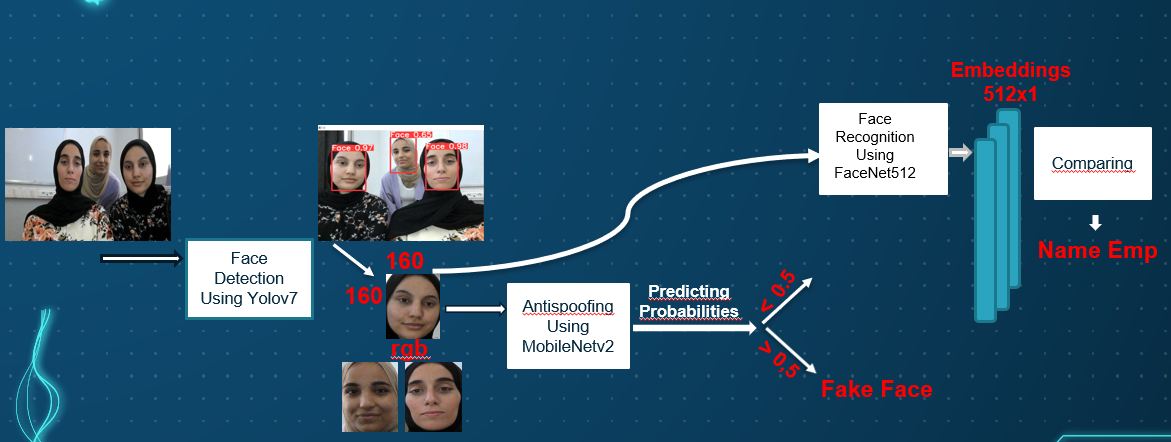 Face
Detection
Using Yolov7
Face 0.97
Face 0.65
Face 0.98
160
160
rgb
Antispoofing
Using
MobileNetv2
Predicting
Probabilities
< 0.5
> 0,5
Fake Face
Face
Recognition
Using
FaceNet512
Embeddings
512x1
Comparing
Name Emp